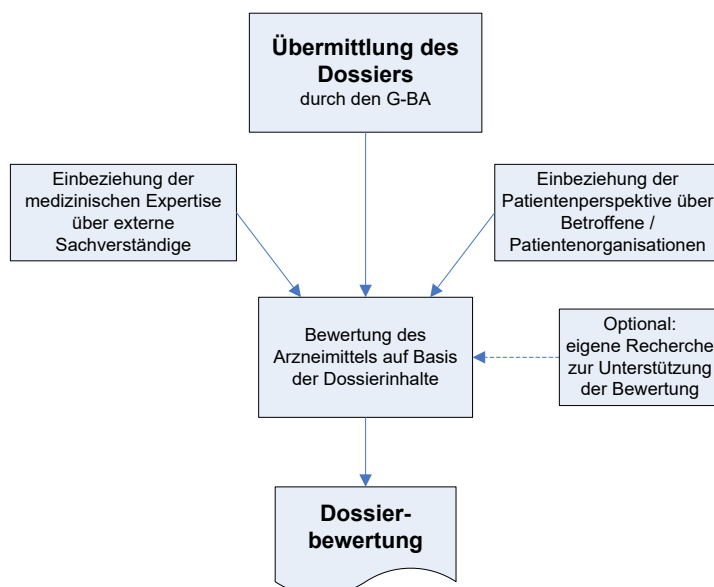 Übermittlung des
Dossiers
durch den G-BA
Einbeziehung der
medizinischen Expertise
über externe
Sachverständige
Einbeziehung der
Patientenperspektive über
Betroffene /
Patientenorganisationen
Bewertung des
Arzneimittels auf Basis
der Dossierinhalte
Optional:
eigene Recherche
zur Unterstützung
der Bewertung
Dossier-
bewertung